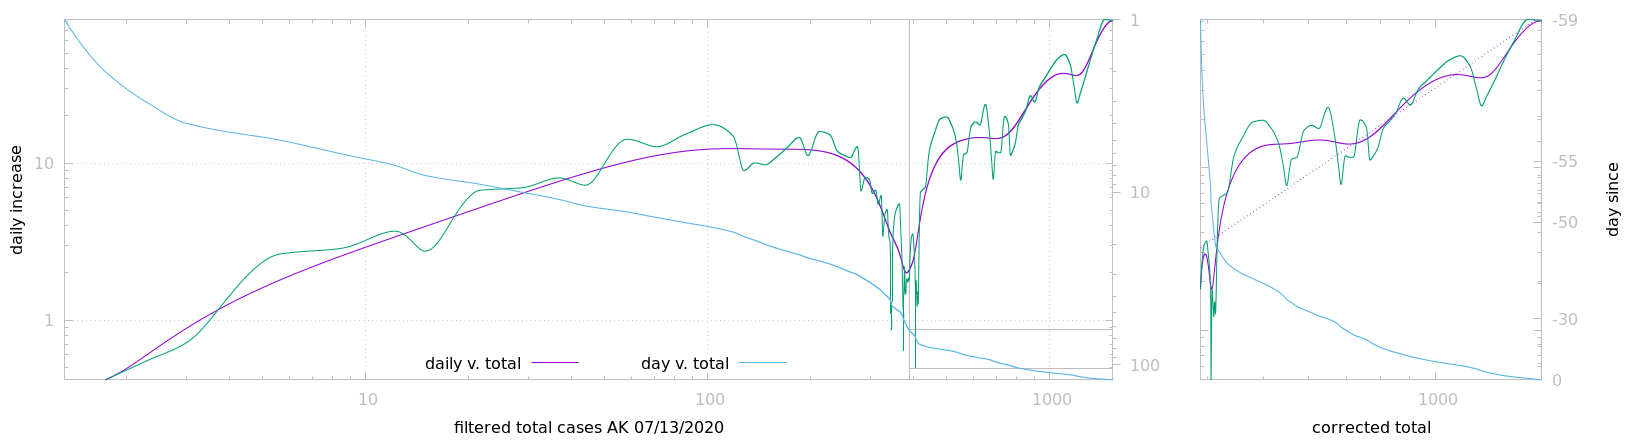 daily increase
10
1
daily v. total
day v. total
10
100
1000
filtered total cases AK 07/13/2020
1
10
100
-59
-55
-50
-30
0
day since
1000
corrected total